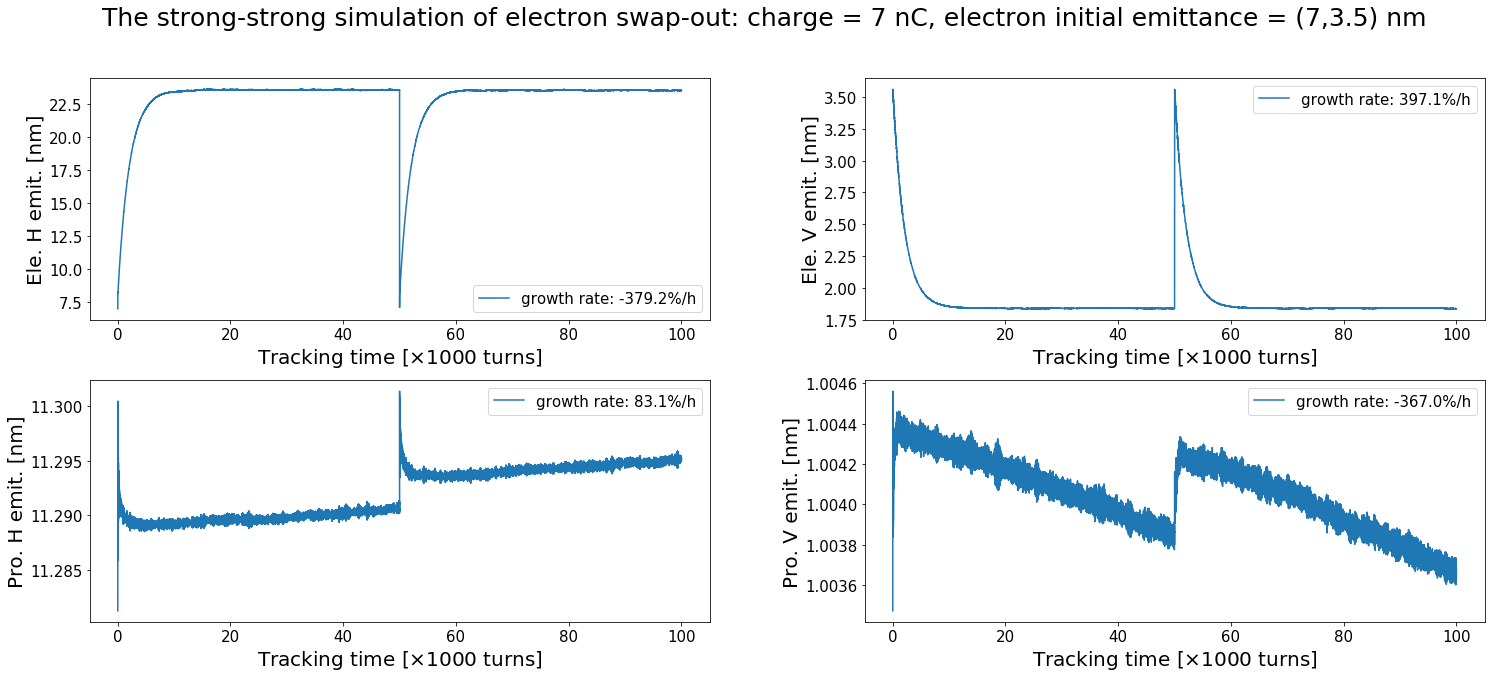 The strong-strong simulation of electron swap-out: charge = 7 nC, electron initial emittance = (7,3.5) nm
Ele. H emit. [nm]
22.5
20.0
17.5
15.0
12.5
10.0
7.5
growth rate: -379.2%/h
0 20 40 60 80 100
Tracking time [×1000 turns]
Ele. V emit. [nm]
3.50
3.25
3.00
2.75
2.50
2.25
2.00
1.75
growth rate: 397.1%/h
0 20 40 60 80 100
Tracking time [×1000 turns]
Pro. H emit. [nm]
11.300
11.295
11.290
11.285
growth rate: 83.1%/h
0 20 40 60 80 100
Tracking time [×1000 turns]
Pro. V emit. [nm]
1.0046
1.0044
1.0042
1.0040
1.0038
1.0036
growth rate: -367.0%/h
0 20 40 60 80 100
Tracking time [×1000 turns]